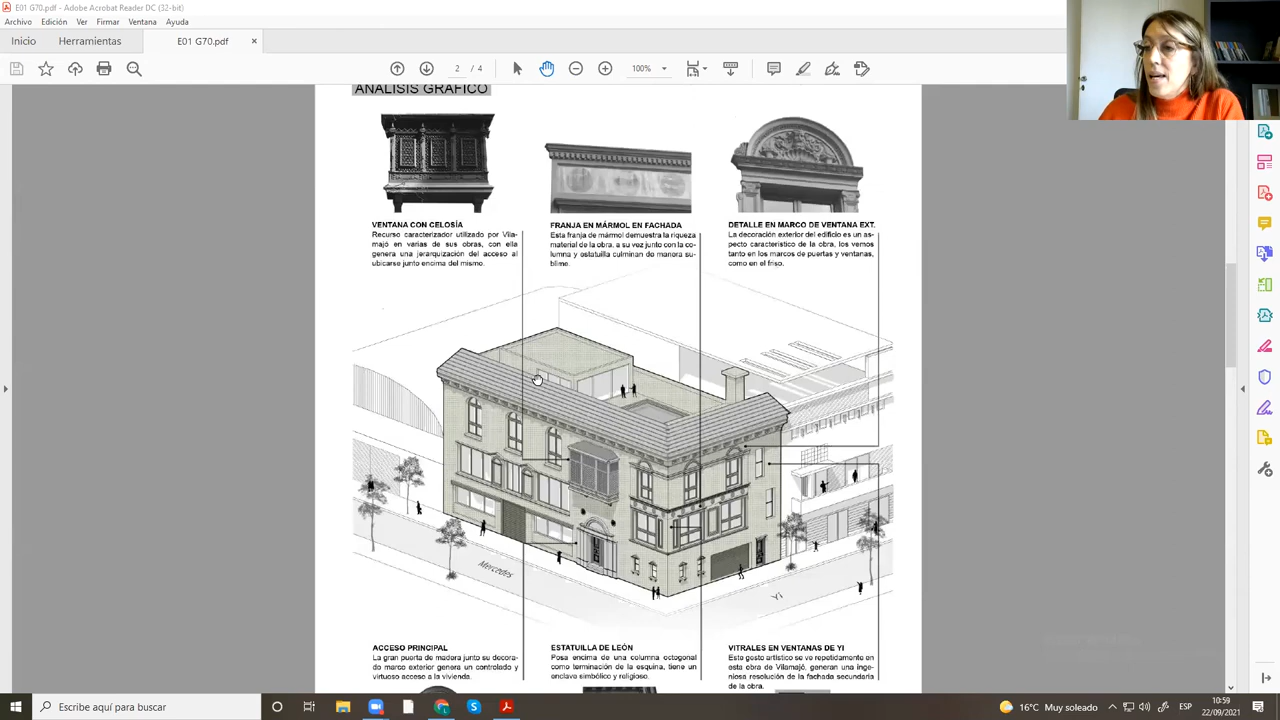 E01 G70.pdf - Adobe Acrobat Reader DC (32-bit)
Archivo Edición Ver Firmar Ventana Ayuda
Inicio Herramientas E01 G70.pdf ×
2 / 4 100%
ANÁLISIS GRÁFICO
VENTANA CON CELOSÍA
Recurso caracterizador utilizado por Vila-
majó en varias de sus obras, con ella
genera una jerarquización del acceso al
ubicarse junto encima del mismo.
FRANJA EN MÁRMOL EN FACHADA
Esta franja de mármol demuestra la riqueza
material de la obra, a su vez junto con la co-
lumna y estatuilla culminan de manera su-
blime.
DETALLE EN MARCO DE VENTANA EXT.
La decoración exterior del edificio es un as-
pecto característico de la obra, los vemos
tanto en los marcos de puertas y ventanas,
como en el friso.
Mercedes
Yi
ACCESO PRINCIPAL
La gran puerta de madera junto su decora-
do marco exterior genera un controlado y
virtuoso acceso a la vivienda.
ESTATUILLA DE LEÓN
Posa encima de una columna octogonal
como terminación de la esquina, tiene un
enclave simbólico y religioso.
VITRALES EN VENTANAS DE YI
Este gesto artístico se ve repetidamente en
esta obra de Vilamajó, generan una inge-
niosa resolución de la fachada secundaria
de la obra.
Escribe aquí para buscar
16°C Muy soleado
ESP
10:59
22/09/2021